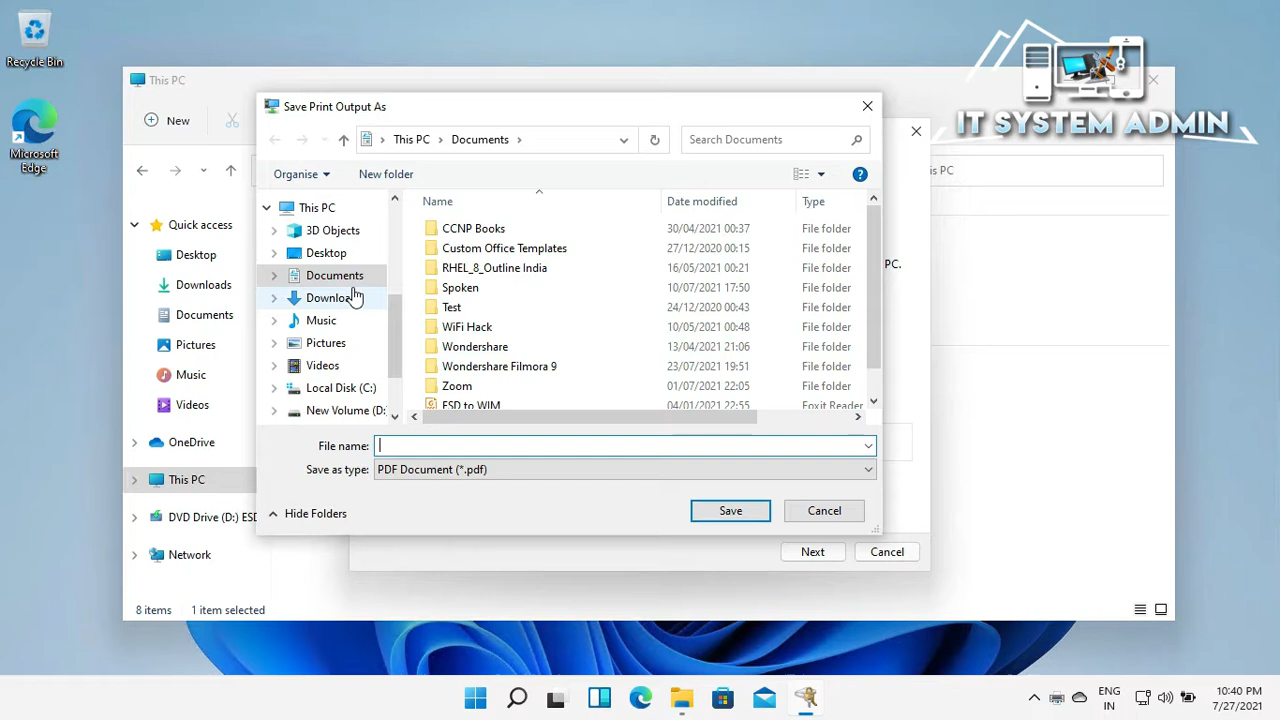 Recycle Bin
Microsoft
Edge
IT SYSTEM ADMIN
This PC
New
is PC
Quick access
Desktop
Downloads
Documents
Pictures
Music
Videos
OneDrive
This PC
DVD Drive (D:) ESD
Network
8 items 1 item selected
PC.
Next Cancel
Save Print Output As
This PC Documents
Search Documents
Organise New folder
This PC
3D Objects
Desktop
Documents
Downloa
Music
Pictures
Videos
Local Disk (C:)
New Volume (D:
Name Date modified Type
CCNP Books 30/04/2021 00:37 File folder
Custom Office Templates 27/12/2020 00:15 File folder
RHEL_8_Outline India 16/05/2021 00:21 File folder
Spoken 10/07/2021 17:50 File folder
Test 24/12/2020 00:43 File folder
WiFi Hack 10/05/2021 00:48 File folder
Wondershare 13/04/2021 21:06 File folder
Wondershare Filmora 9 23/07/2021 19:51 File folder
Zoom 01/07/2021 22:05 File folder
ESD to WIM 04/01/2021 22:55 Foxit Reader
File name:
Save as type: PDF Document (*.pdf)
Hide Folders
Save Cancel
ENG
IN
10:40 PM
7/27/2021